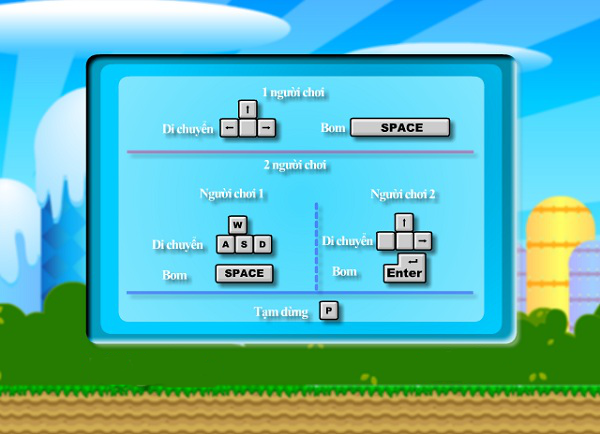 1 người chơi
↑
Di chuyển ← → Bom SPACE
2 người chơi
Người chơi 1 Người chơi 2
W ↑
Di chuyển A S D Di chuyển →
Bom SPACE Bom Enter ↵
Tạm dừng P